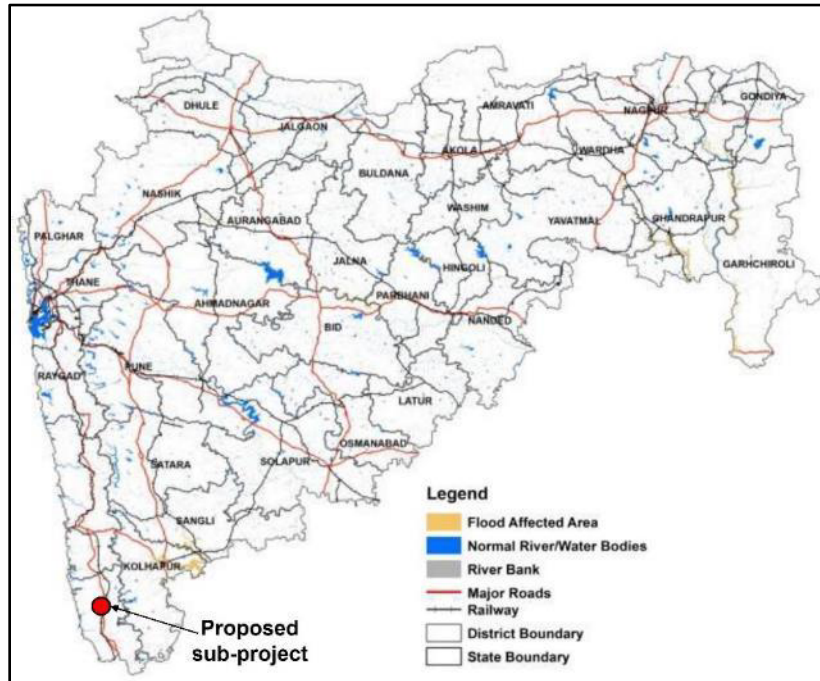 DHULE
JALGAON
AMRAVATI
NAGPUR
GONDIYA
AKOLA
WARDHA
BULDANA
NASHIK
WASHIM
YAVATMAL
CHANDRAPUR
AURANGABAD
PALGHAR
JALNA
HINGOLI
GARHCHIROLI
THANE
AHMADNAGAR
PARBHANI
NANDED
BID
RAYGAD
PUNE
LATUR
OSMANABAD
SATARA
SOLAPUR
SANGLI
KOLHAPUR
Legend
Flood Affected Area
Normal River/Water Bodies
River Bank
Major Roads
Railway
District Boundary
State Boundary
Proposed
sub-project